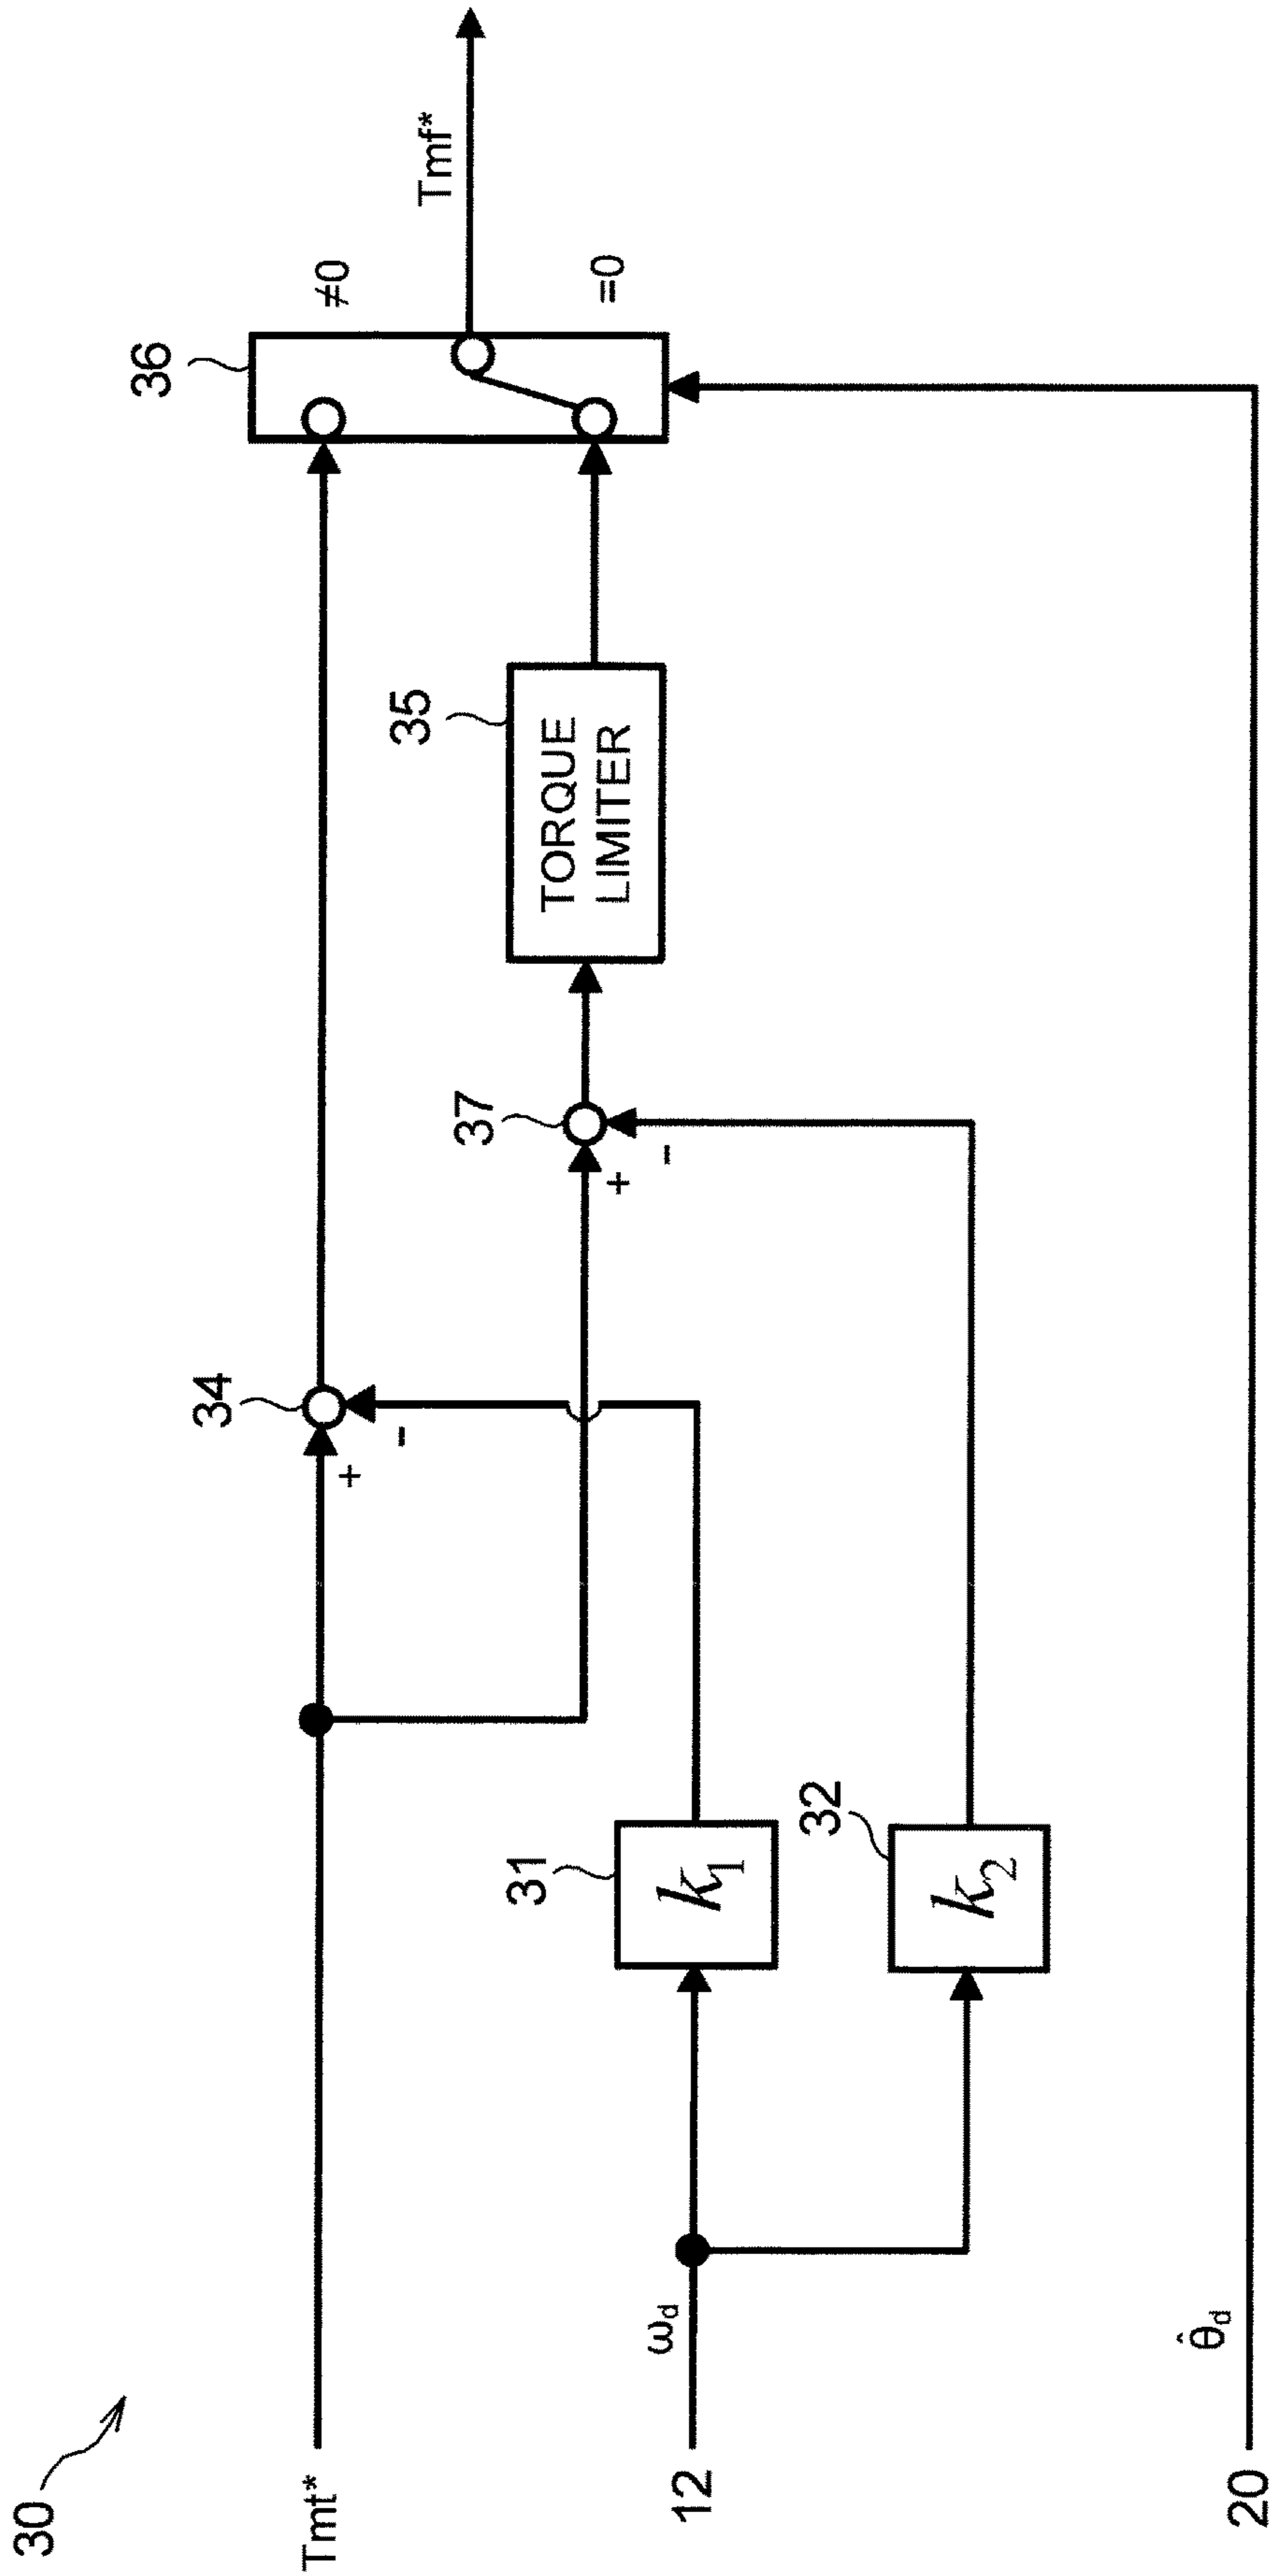 30
Tmt*
34
+
-
36
≠0
=0
Tmf*
37
+
-
35
TORQUE
LIMITER
12
ωd
31
k1
32
k2
20
θ̂d